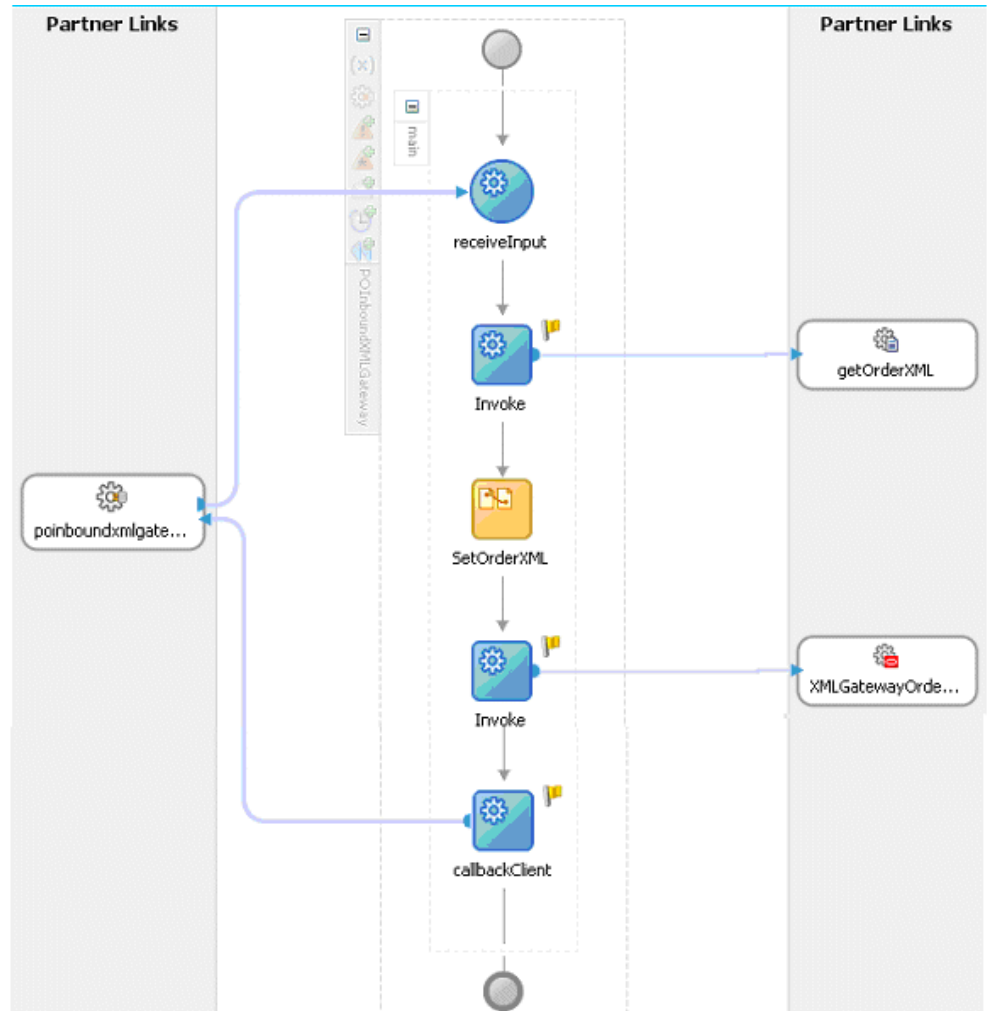 Partner Links
Partner Links
(x)
main
receiveInput
POInboundXMLGateway
Invoke
getOrderXML
poinboundxmlgate...
SetOrderXML
Invoke
XMLGatewayOrde...
callbackClient